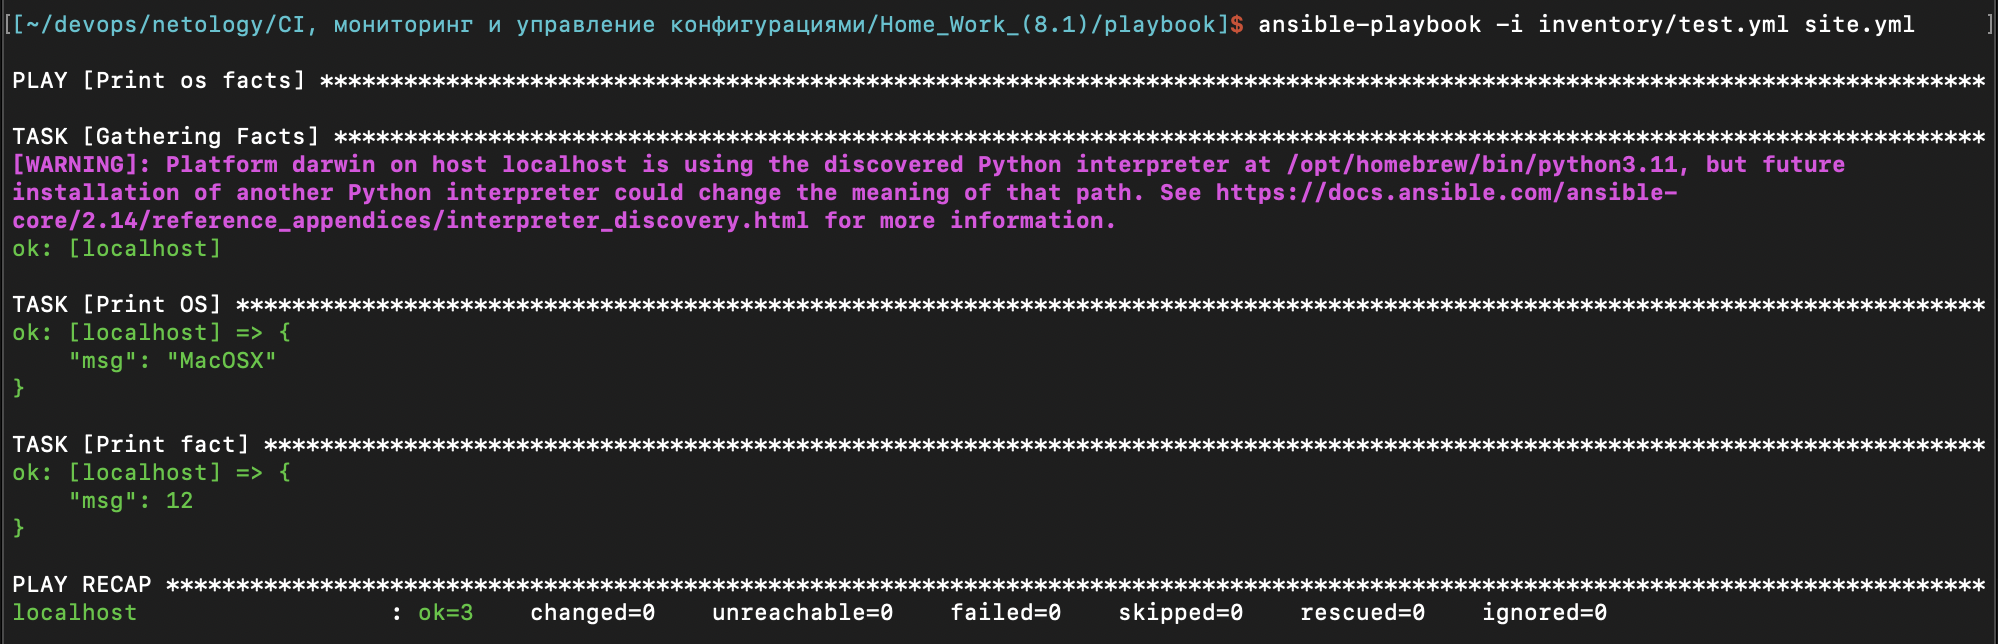 [[~/devops/netology/CI, мониторинг и управление конфигурациями/Home_Work_(8.1)/playbook]$ ansible-playbook -i inventory/test.yml site.yml ]
PLAY [Print os facts] ***********************************************************************************************************************
TASK [Gathering Facts] **********************************************************************************************************************
[WARNING]: Platform darwin on host localhost is using the discovered Python interpreter at /opt/homebrew/bin/python3.11, but future
installation of another Python interpreter could change the meaning of that path. See https://docs.ansible.com/ansible-
core/2.14/reference_appendices/interpreter_discovery.html for more information.
ok: [localhost]
TASK [Print OS] *****************************************************************************************************************************
ok: [localhost] => {
    "msg": "MacOSX"
}
TASK [Print fact] ***************************************************************************************************************************
ok: [localhost] => {
    "msg": 12
}
PLAY RECAP **********************************************************************************************************************************
localhost                  : ok=3    changed=0    unreachable=0    failed=0    skipped=0    rescued=0    ignored=0